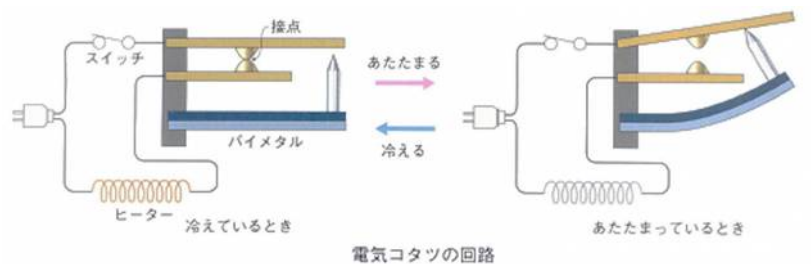 接点
スイッチ
あたたまる
バイメタル
冷える
ヒーター
冷えているとき
あたたまっているとき
電気コタツの回路